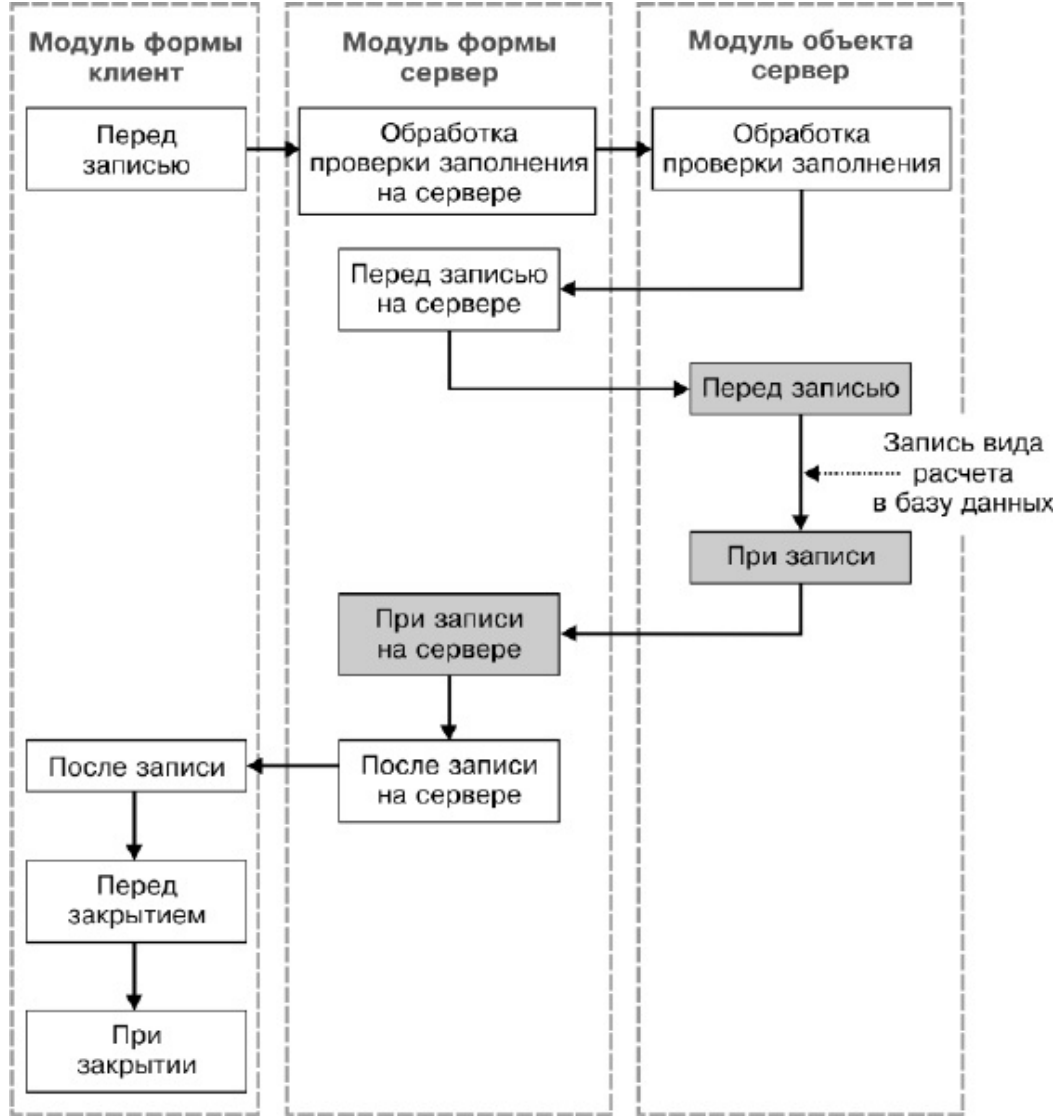 Модуль формы
клиент
Модуль формы
сервер
Модуль объекта
сервер
Перед
записью
Обработка
проверки заполнения
на сервере
Обработка
проверки заполнения
Перед записью
на сервере
Перед записью
Запись вида
расчета
в базу данных
При записи
При записи
на сервере
После записи
на сервере
После записи
Перед
закрытием
При
закрытии